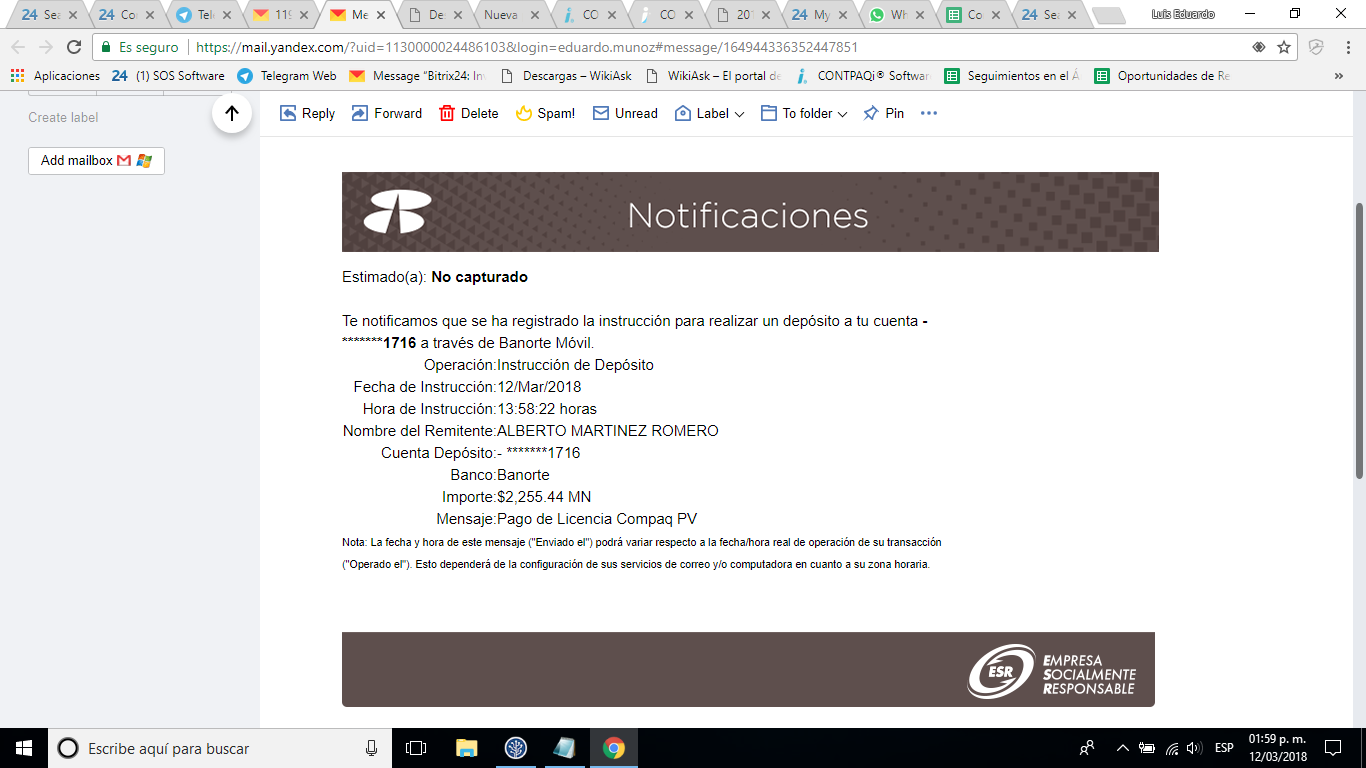 24 Sea
24 Co
Tele
119
Me
De
Nueva
CO
CO
201
24 My
Wh
Co
24 Sea
Luis Eduardo
Es seguro
https://mail.yandex.com/?uid=1130000024486103&login=eduardo.munoz#message/164944336352447851
Aplicaciones
24 (1) SOS Software
Telegram Web
Message "Bitrix24: In
Descargas – WikiAsk
WikiAsk – El portal de
CONTPAQi® Softwar
Seguimientos en el Á
Oportunidades de Re
»
Create label
Reply
Forward
Delete
Spam!
Unread
Label
To folder
Pin
Add mailbox
Notificaciones
Estimado(a): No capturado
Te notificamos que se ha registrado la instrucción para realizar un depósito a tu cuenta -
*******1716 a través de Banorte Móvil.
Operación:Instrucción de Depósito
Fecha de Instrucción:12/Mar/2018
Hora de Instrucción:13:58:22 horas
Nombre del Remitente:ALBERTO MARTINEZ ROMERO
Cuenta Depósito:- *******1716
Banco:Banorte
Importe:$2,255.44 MN
Mensaje:Pago de Licencia Compaq PV
Nota: La fecha y hora de este mensaje ("Enviado el") podrá variar respecto a la fecha/hora real de operación de su transacción
("Operado el"). Esto dependerá de la configuración de sus servicios de correo y/o computadora en cuanto a su zona horaria.
ESR
EMPRESA
SOCIALMENTE
RESPONSABLE
Escribe aquí para buscar
ESP
01:59 p. m.
12/03/2018